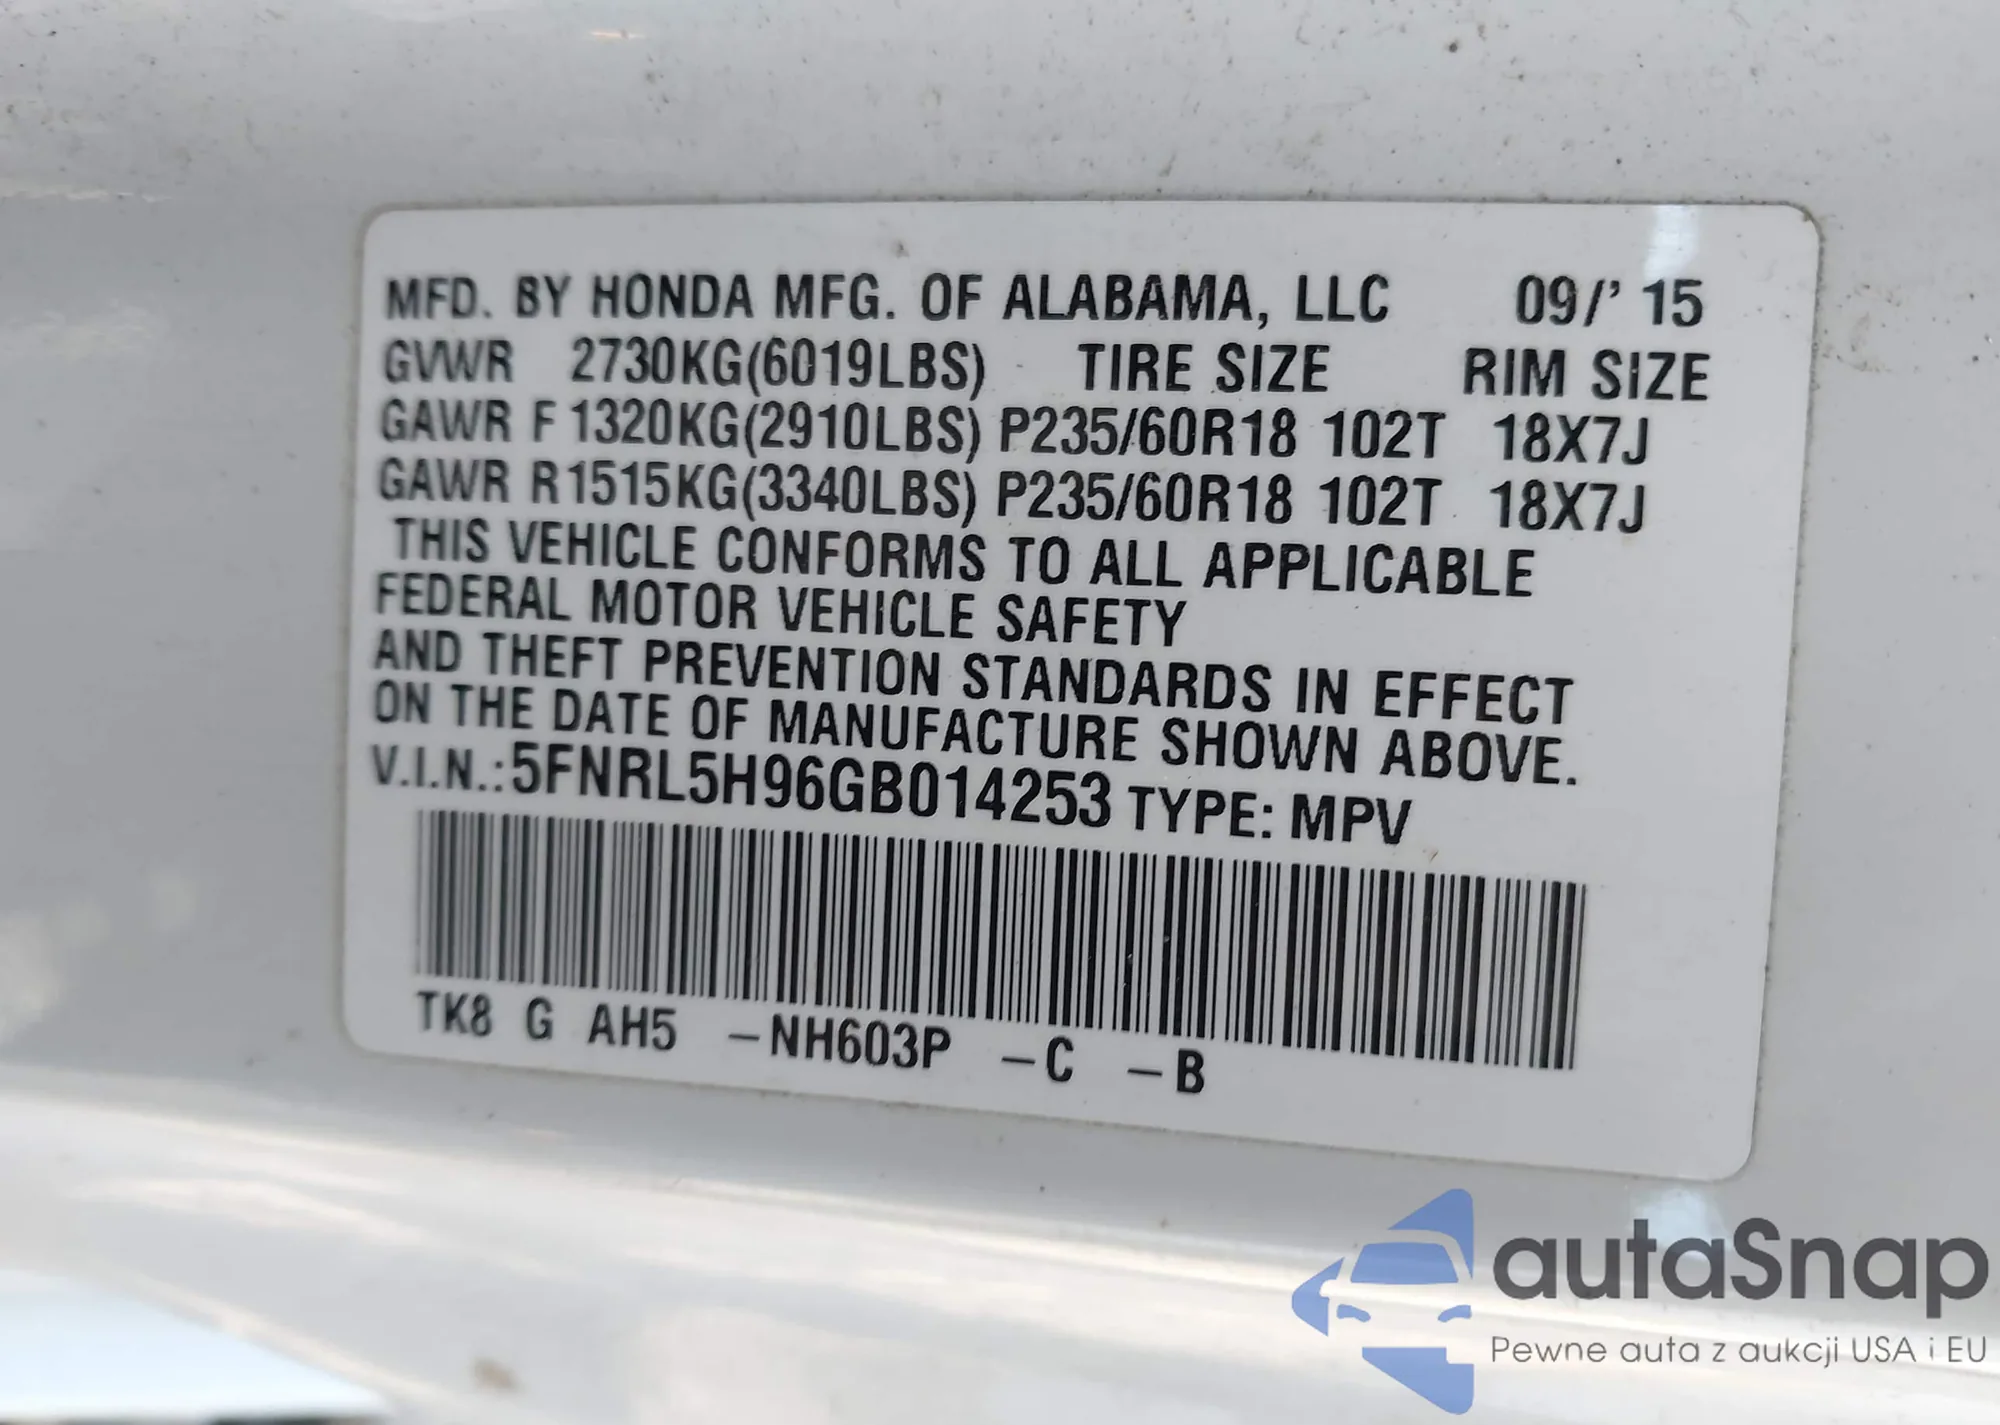 MFD. BY HONDA MFG. OF ALABAMA, LLC 09/' 15
GVWR 2730KG(6019LBS) TIRE SIZE RIM SIZE
GAWR F 1320KG(2910LBS) P235/60R18 102T 18X7J
GAWR R1515KG(3340LBS) P235/60R18 102T 18X7J
THIS VEHICLE CONFORMS TO ALL APPLICABLE
FEDERAL MOTOR VEHICLE SAFETY
AND THEFT PREVENTION STANDARDS IN EFFECT
ON THE DATE OF MANUFACTURE SHOWN ABOVE.
V.I.N.:5FNRL5H96GB014253 TYPE: MPV
TK8 G AH5 –NH603P –C –B
autaSnap
Pewne auta z aukcji USA i EU